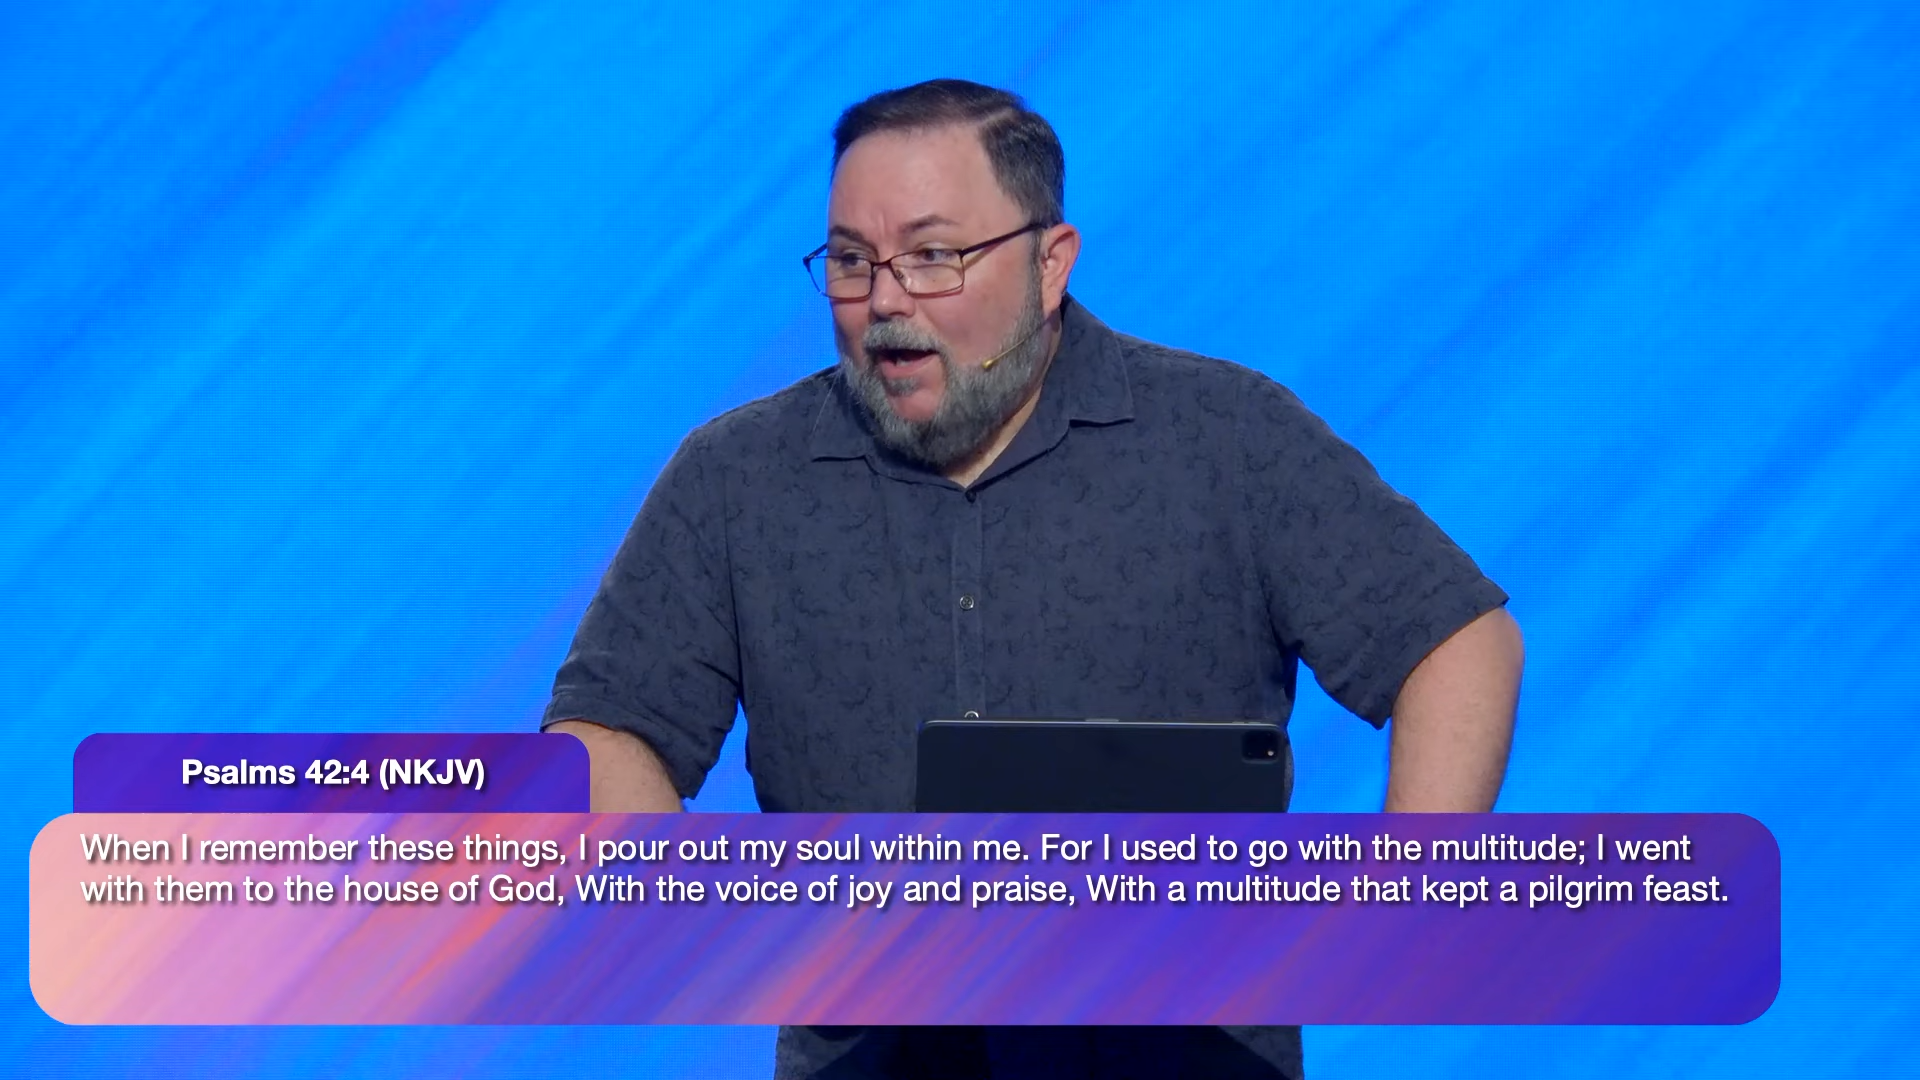 Psalms 42:4 (NKJV)
When I remember these things, I pour out my soul within me. For I used to go with the multitude; I went
with them to the house of God, With the voice of joy and praise, With a multitude that kept a pilgrim feast.